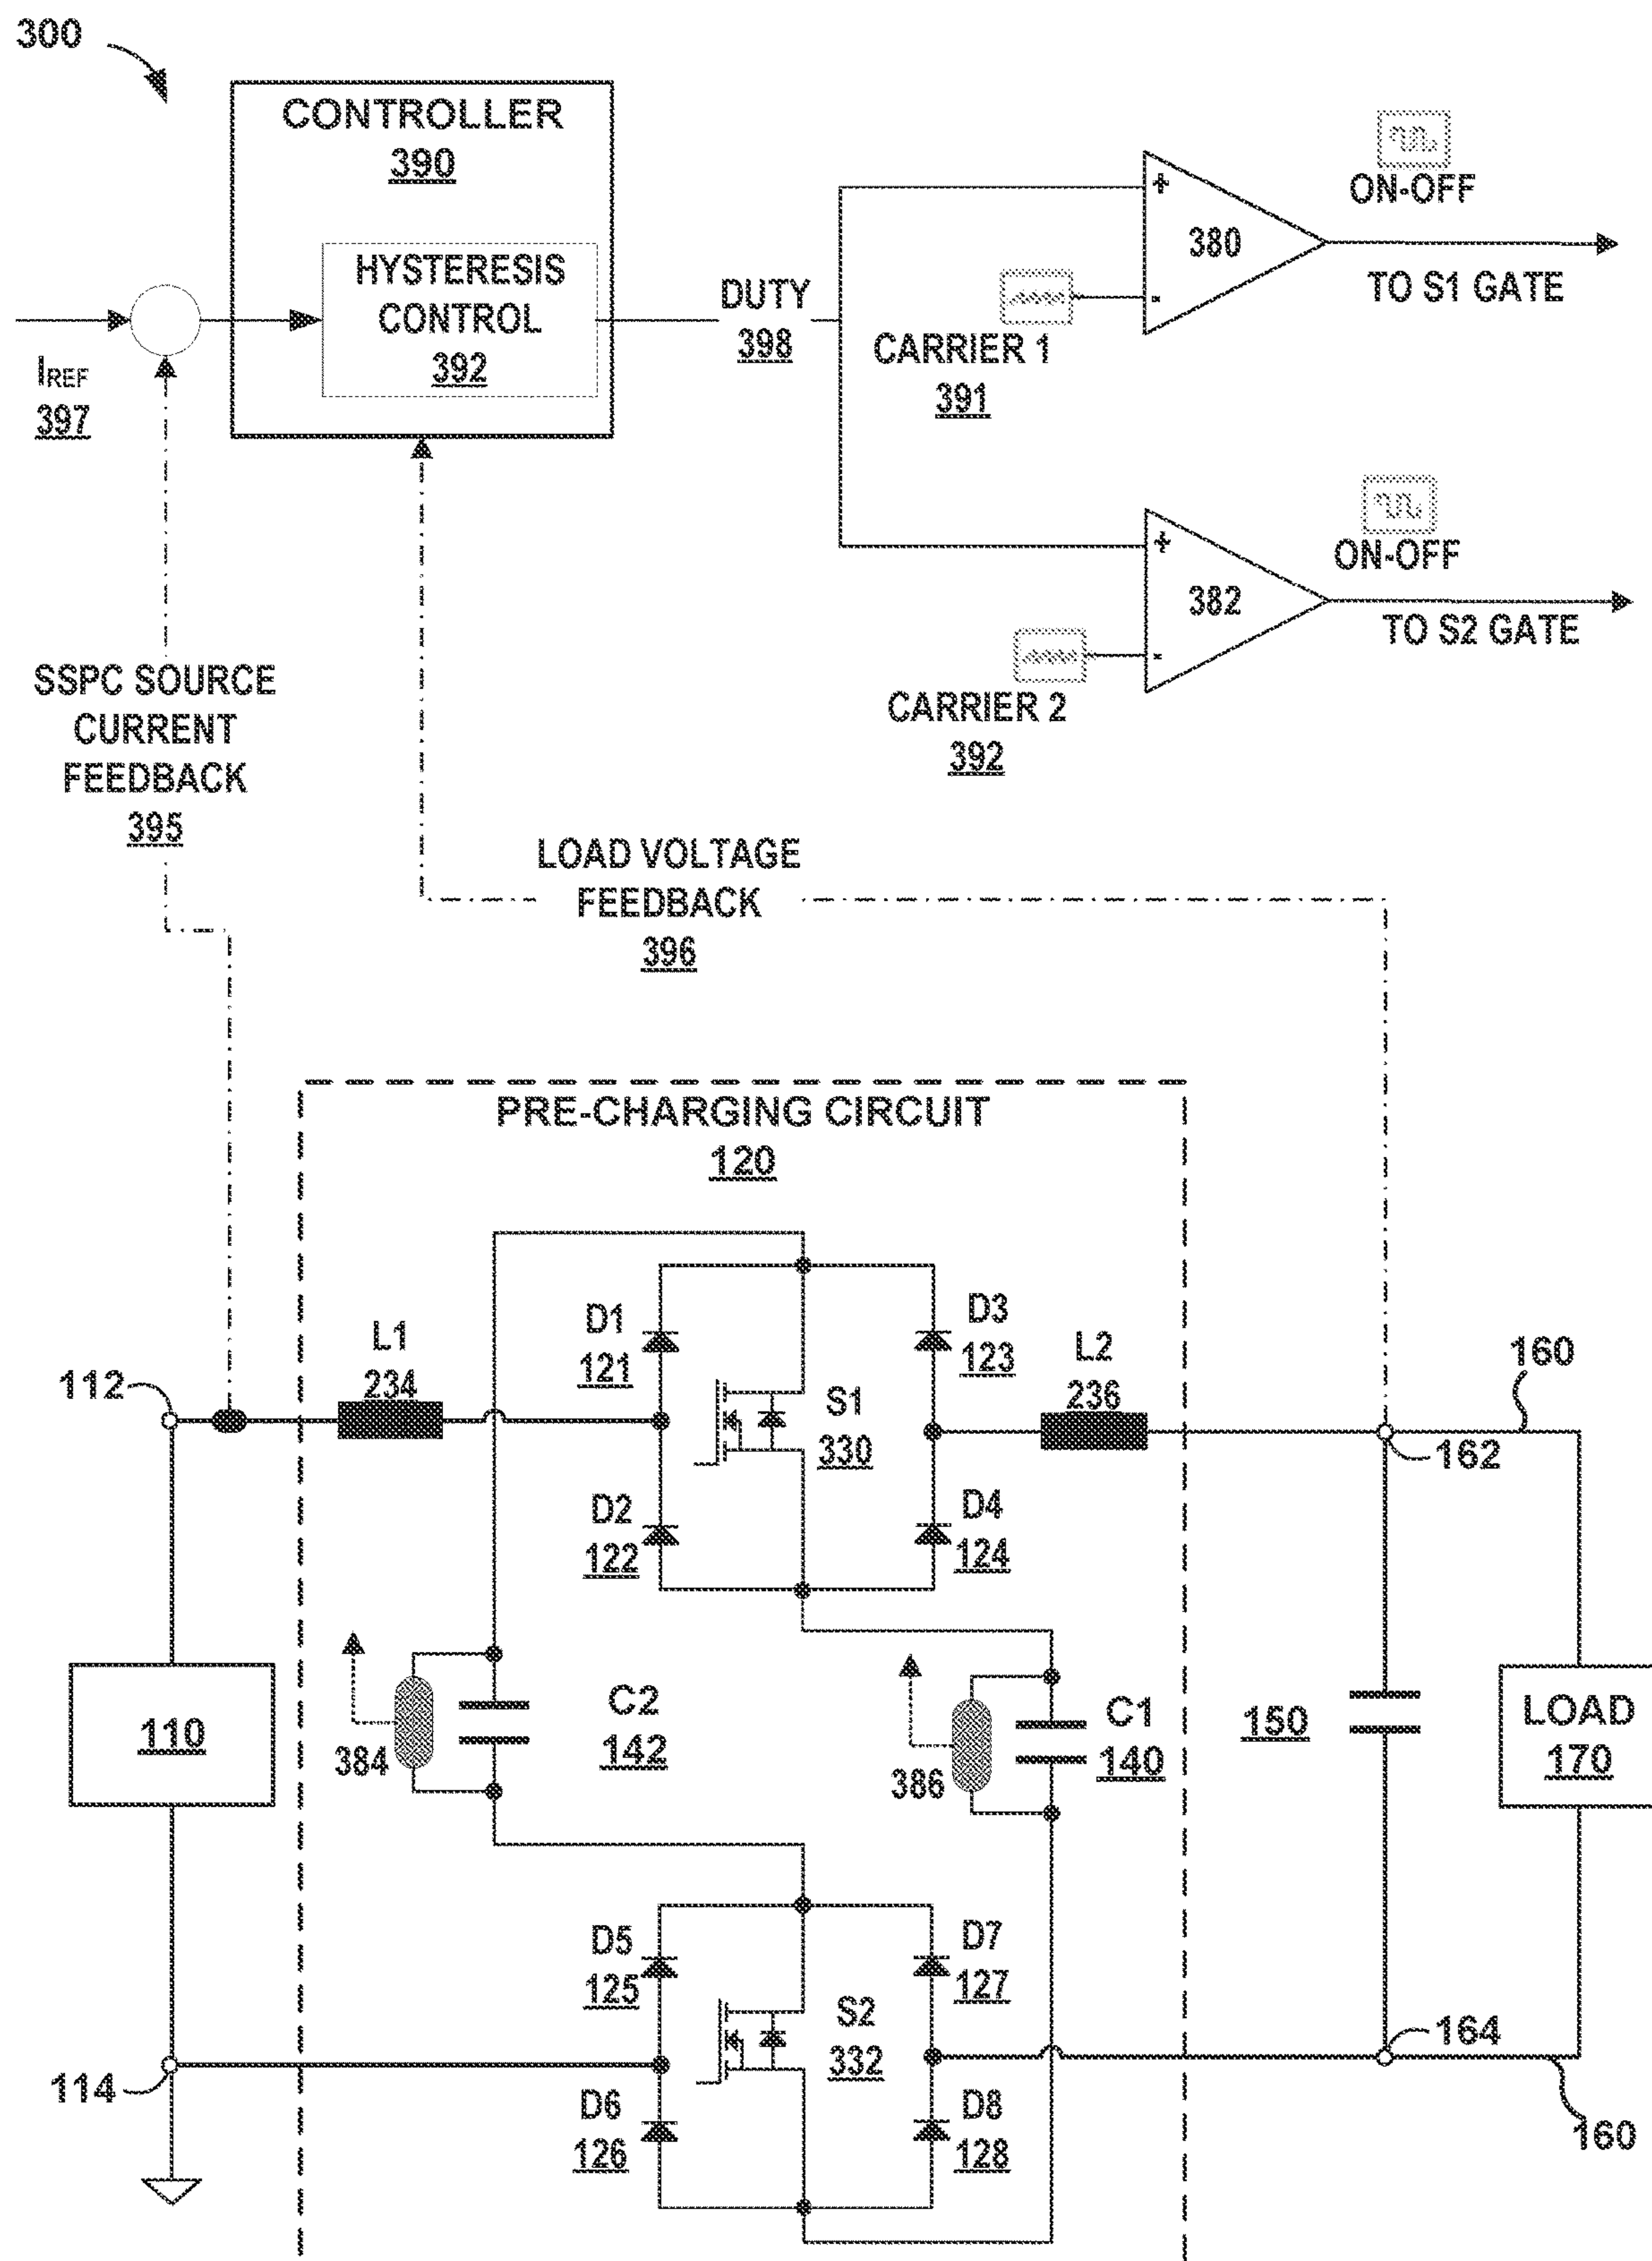 300
CONTROLLER
390
HYSTERESIS
CONTROL
392
I REF
397
DUTY
398
+
-
380
ON-OFF
TO S1 GATE
CARRIER 1
391
+
-
382
ON-OFF
TO S2 GATE
CARRIER 2
392
SSPC SOURCE
CURRENT
FEEDBACK
395
LOAD VOLTAGE
FEEDBACK
396
PRE-CHARGING CIRCUIT
120
112
L1
234
D1
121
D2
122
S1
330
D3
123
D4
124
L2
236
160
162
110
384
C2
142
386
C1
140
150
LOAD
170
114
D5
125
D6
126
S2
332
D7
127
D8
128
164
160